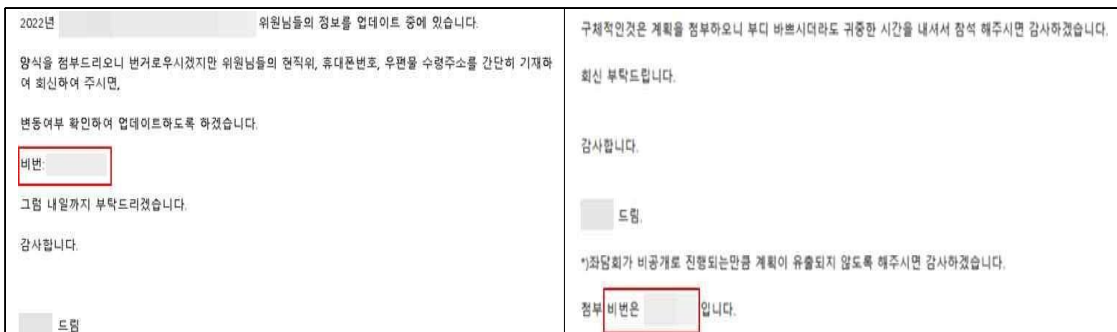 2022년 위원님들의 정보를 업데이트 중에 있습니다.
양식을 첨부드리오니 번거로우시겠지만 위원님들의 현직위, 휴대폰번호, 우편물 수령주소를 간단히 기재하
여 회신하여 주시면,
변동여부 확인하여 업데이트하도록 하겠습니다.
비번:
그럼 내일까지 부탁드리겠습니다.
감사합니다.
드림
구체적인것은 계획을 첨부하오니 부디 바쁘시더라도 귀중한 시간을 내셔서 참석 해주시면 감사하겠습니다.
회신 부탁드립니다.
감사합니다.
드림.
*)좌담회가 비공개로 진행되는만큼 계획이 유출되지 않도록 해주시면 감사하겠습니다.
첨부 비번은 입니다.